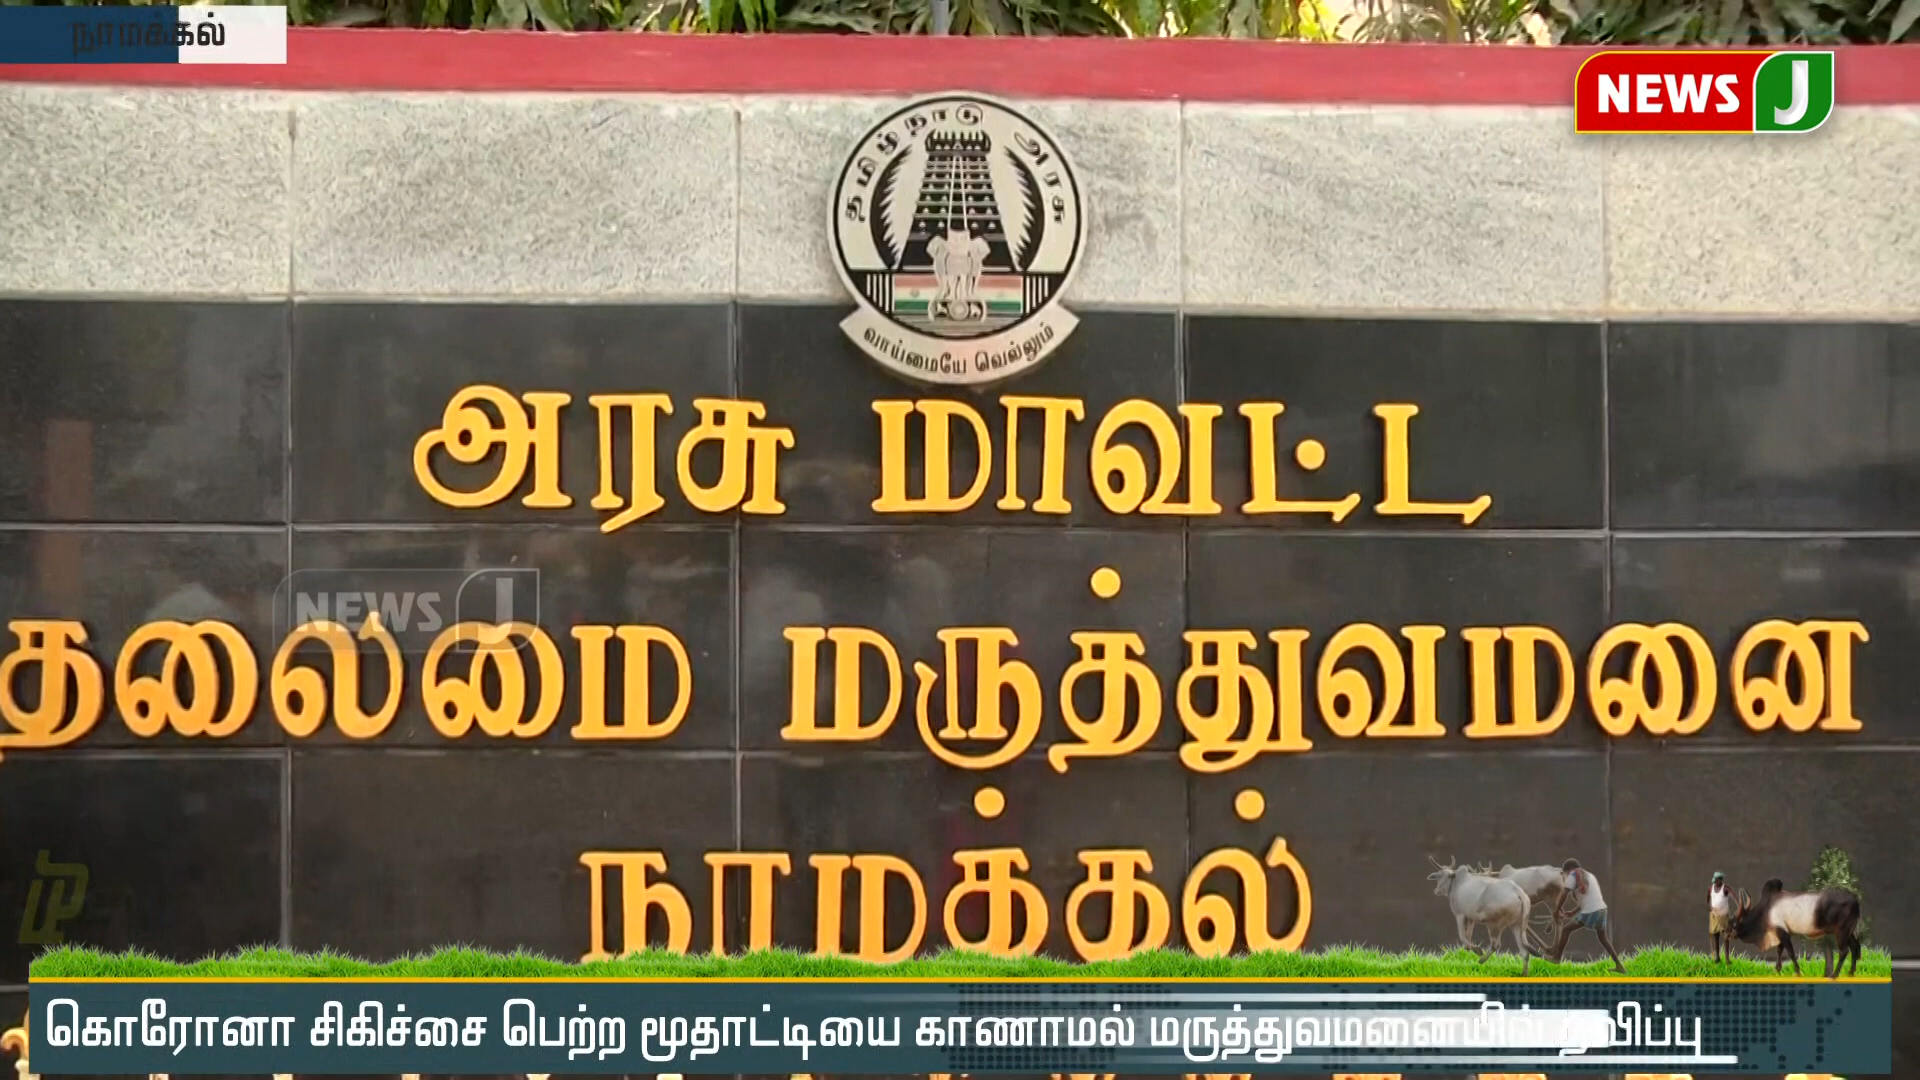 நாமக்கல்
NEWS J
தமிழ்நாடு அரசு
வாய்மையே வெல்லும்
அரசு மாவட்ட
NEWS J
தலைமை மருத்துவமனை
நாமக்கல்
கொரோனா சிகிச்சை பெற்ற மூதாட்டியை காணாமல் மருத்துவமனையில் தவிப்பு